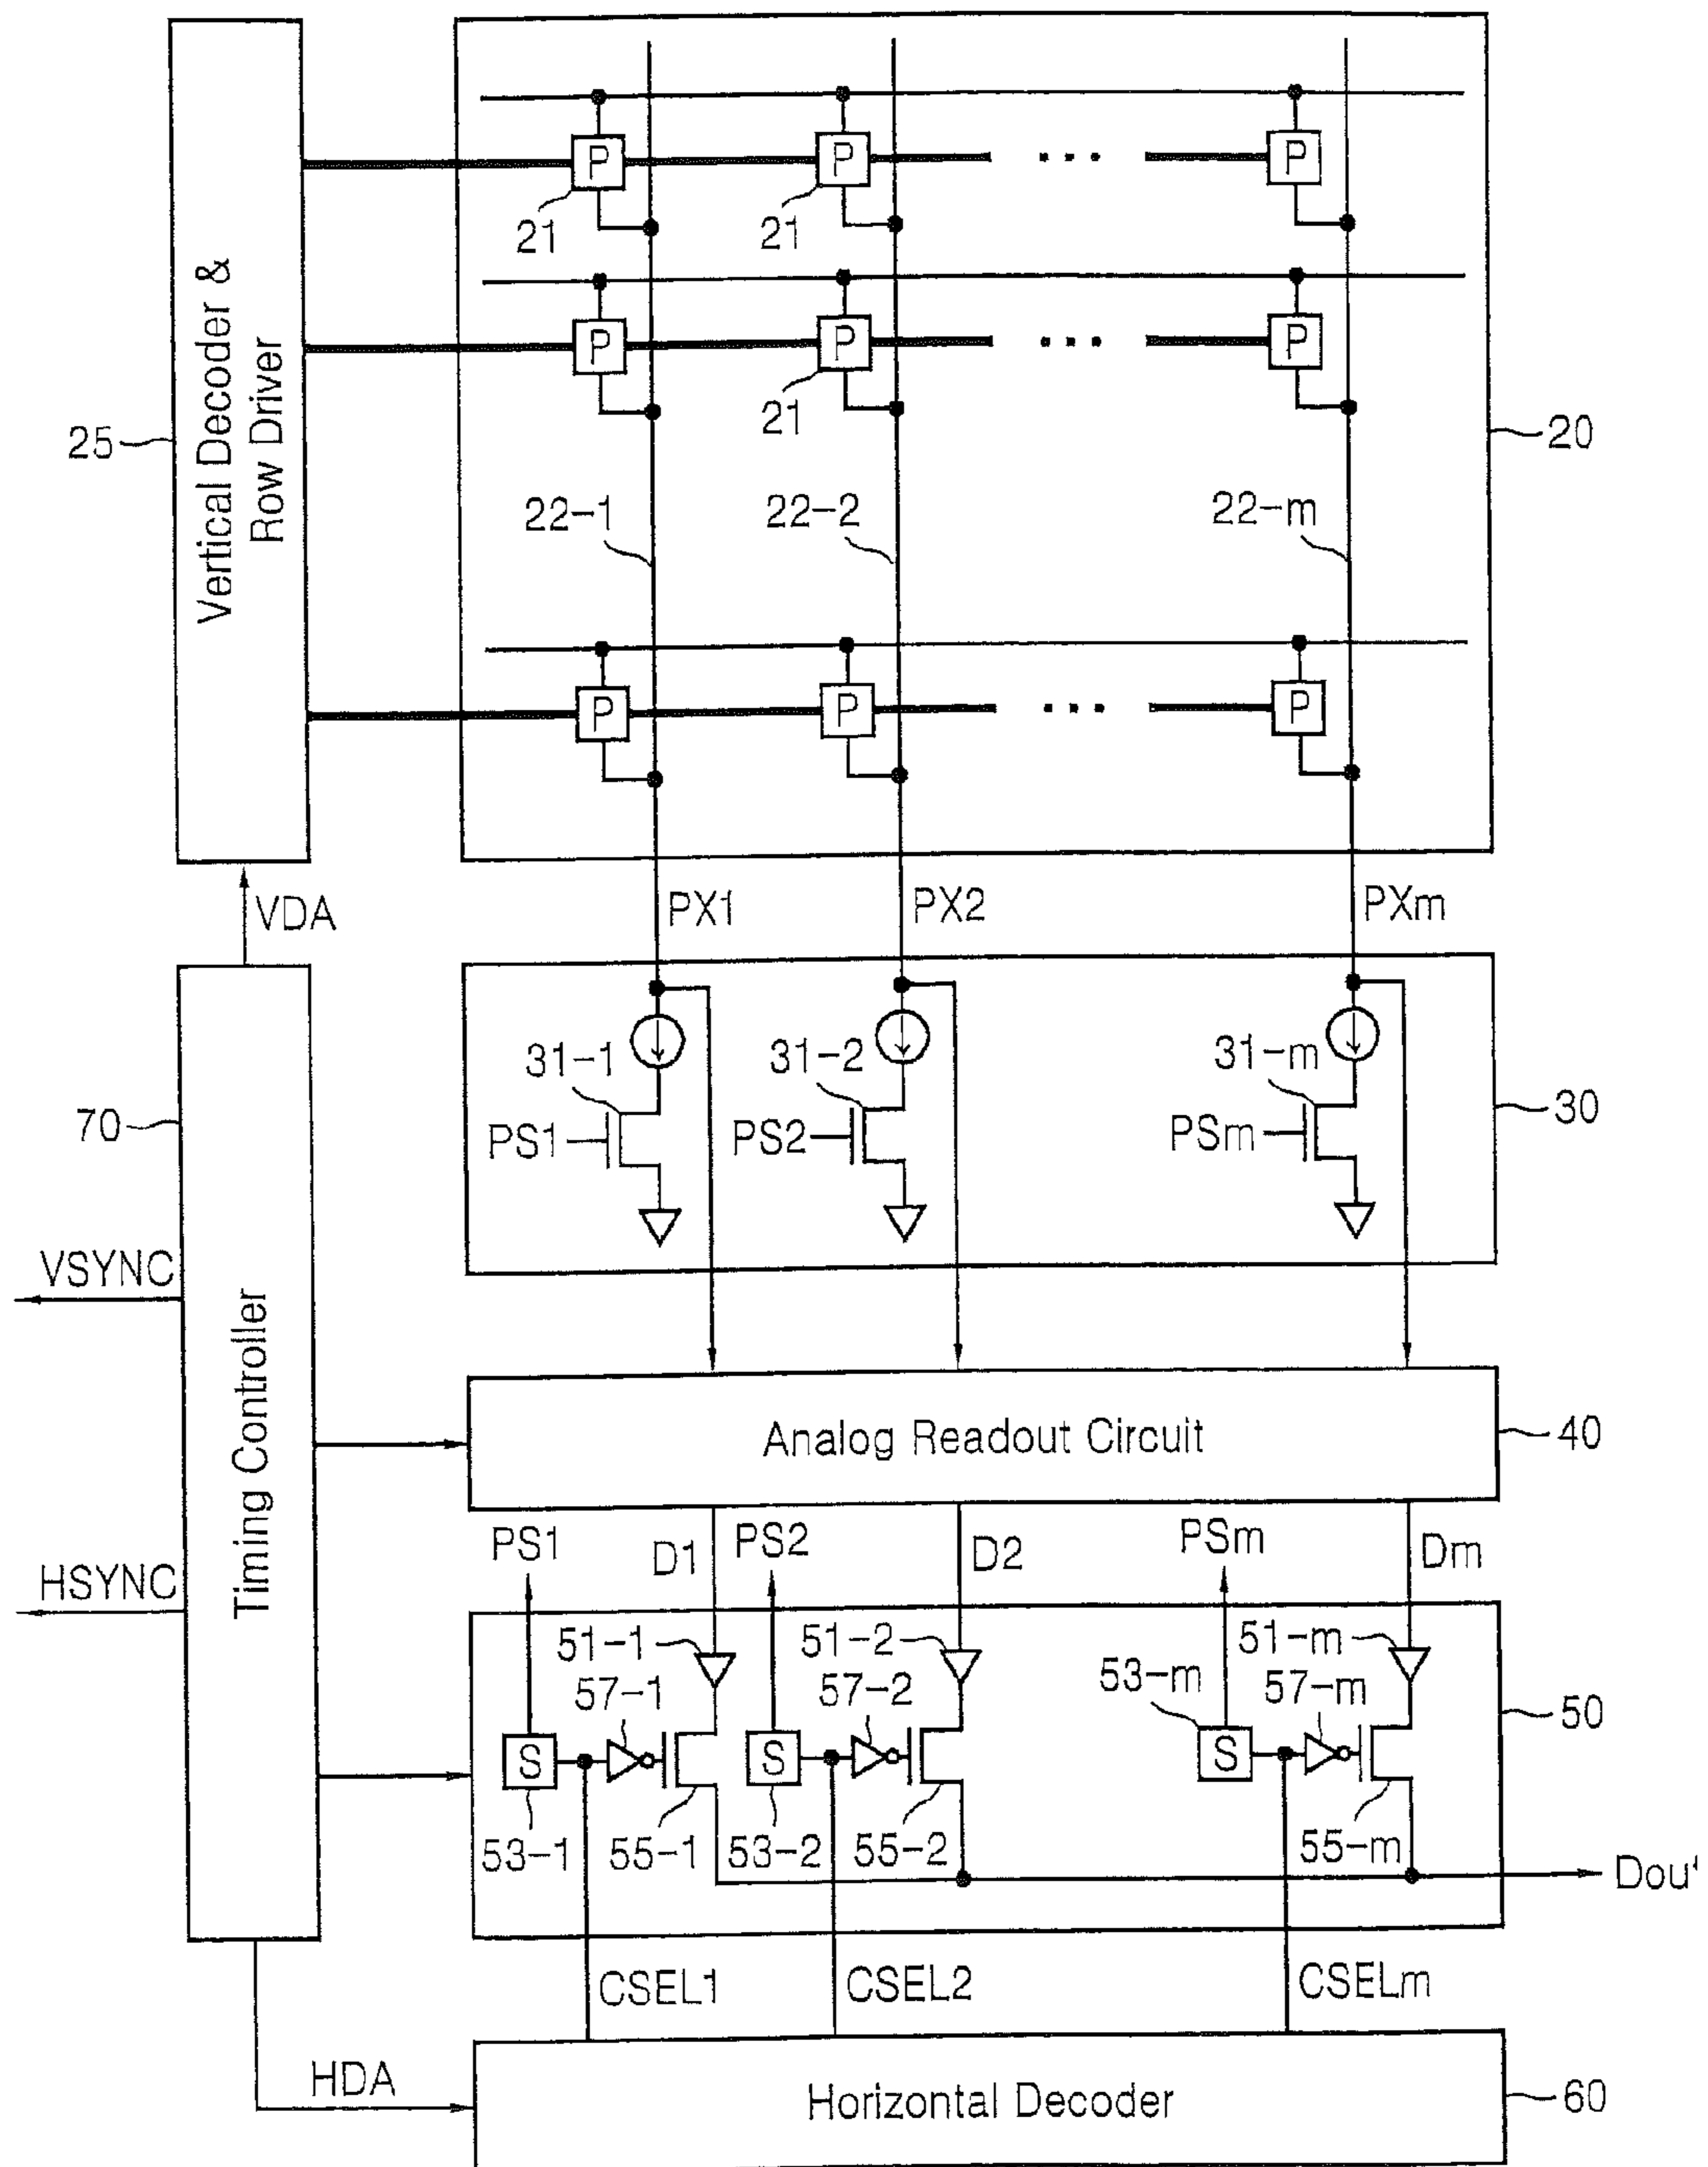 P
P
P
21
21
P
P
P
21
25
Vertical Decoder &
Row Driver
20
22-1
22-2
22-m
P
P
P
VDA
PX1
PX2
PXm
31-1
31-2
31-m
70
30
PS1
PS2
PSm
VSYNC
Timing Controller
Analog Readout Circuit
40
PS1
D1
PS2
D2
PSm
Dm
HSYNC
51-1
51-2
51-m
57-1
57-2
53-m
57-m
50
S
S
S
53-1
55-1
53-2
55-2
55-m
Dou'
CSEL1
CSEL2
CSELm
HDA
Horizontal Decoder
60